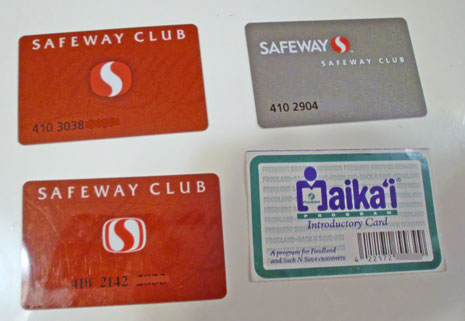 SAFEWAY CLUB
410 3038
SAFEWAY
SAFEWAY CLUB
410 2904
SAFEWAY CLUB
410 2142
Maika'i
PROGRAM
Introductory Card
A program for Foodland
and Sack N Save customers.